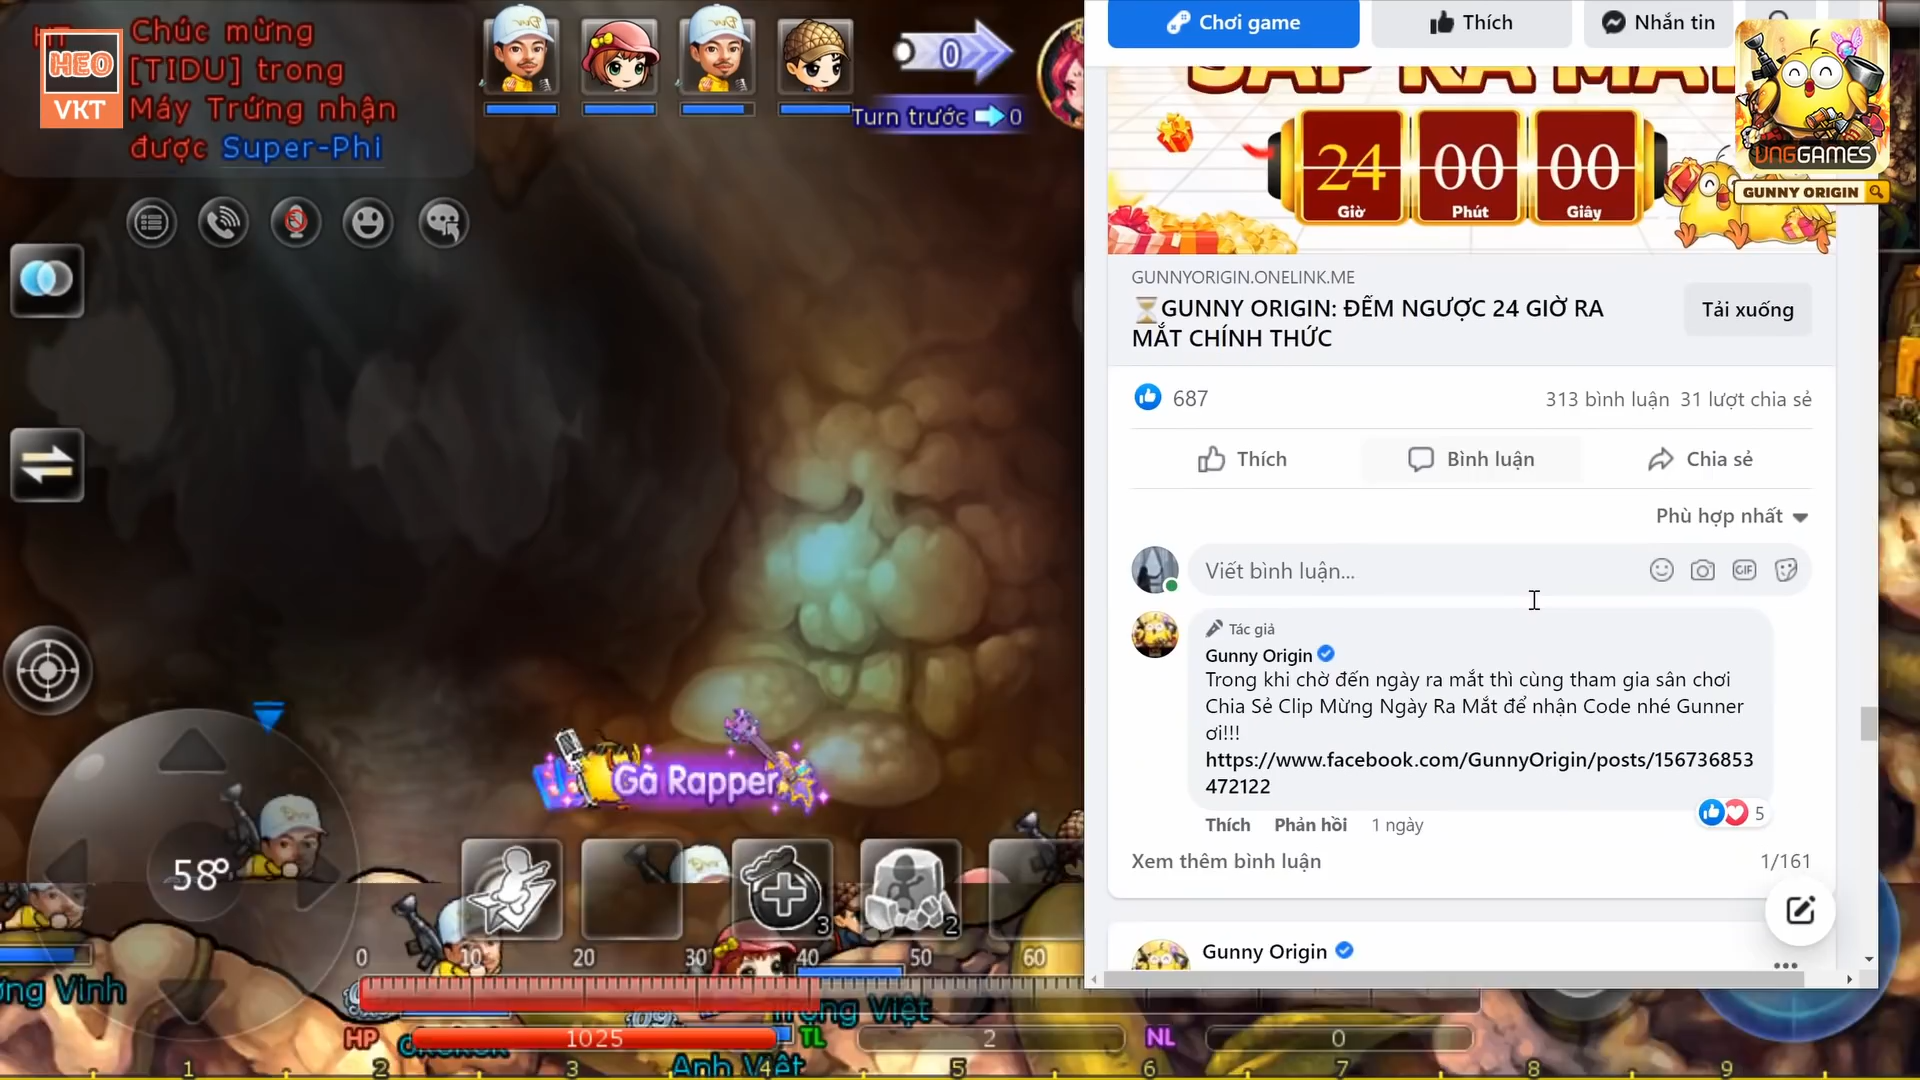 Chúc mừng
[TIDU] trong
Máy Trứng nhận
được Super-Phi
HEO
VKT
0
Turn trước 0
58°
Gà Rapper
3
2
0 10 20 30 40 50 60
HP 1025 TL 2 NL 0
Anh Việt
1 2 3 4 5 6 7 8 9
Chơi game
Thích
Nhắn tin
24 00 00
Giờ Phút Giây
VNGGAMES
GUNNY ORIGIN
GUNNYORIGIN.ONELINK.ME
⏳GUNNY ORIGIN: ĐẾM NGƯỢC 24 GIỜ RA
MẮT CHÍNH THỨC
Tải xuống
687
313 bình luận 31 lượt chia sẻ
Thích
Bình luận
Chia sẻ
Phù hợp nhất
Viết bình luận...
GIF
Tác giả
Gunny Origin
Trong khi chờ đến ngày ra mắt thì cùng tham gia sân chơi
Chia Sẻ Clip Mừng Ngày Ra Mắt để nhận Code nhé Gunner
ơi!!!
https://www.facebook.com/GunnyOrigin/posts/156736853
472122
5
Thích Phản hồi 1 ngày
Xem thêm bình luận 1/161
Gunny Origin